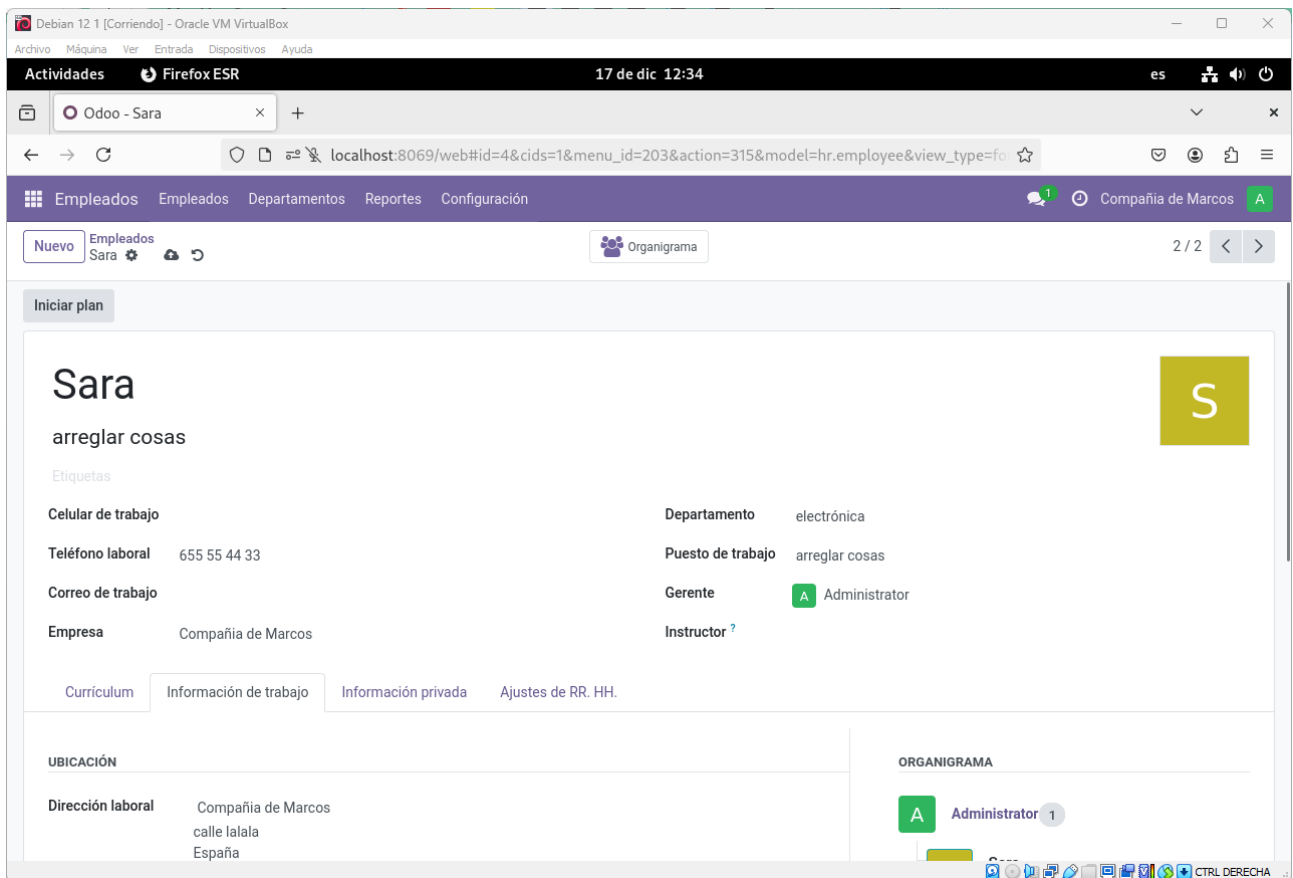 Debian 12 1 [Corriendo] - Oracle VM VirtualBox
Archivo Máquina Ver Entrada Dispositivos Ayuda
Actividades Firefox ESR 17 de dic 12:34 es
Odoo - Sara
localhost:8069/web#id=4&cids=1&menu_id=203&action=315&model=hr.employee&view_type=fo
Empleados Empleados Departamentos Reportes Configuración 1 Compañia de Marcos A
Nuevo Empleados Organigrama 2 / 2
Sara
Iniciar plan
Sara S
arreglar cosas
Etiquetas
Celular de trabajo Departamento electrónica
Teléfono laboral 655 55 44 33 Puesto de trabajo arreglar cosas
Correo de trabajo Gerente A Administrator
Empresa Compañia de Marcos Instructor ?
Currículum Información de trabajo Información privada Ajustes de RR. HH.
UBICACIÓN ORGANIGRAMA
Dirección laboral Compañia de Marcos A Administrator 1
calle lalala
España Sara
CTRL DERECHA